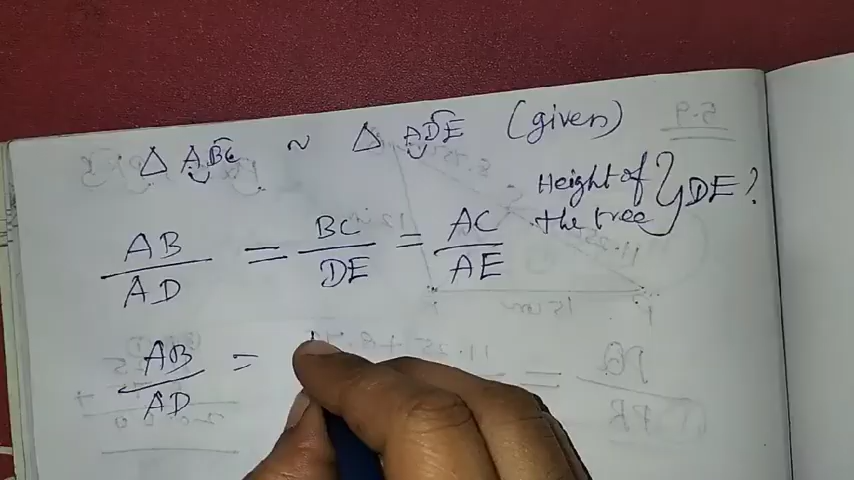 △ ABC ~ △ ADE (given)
Height of the tree } DE ?
AB/AD = BC/DE = AC/AE
AB/AD =